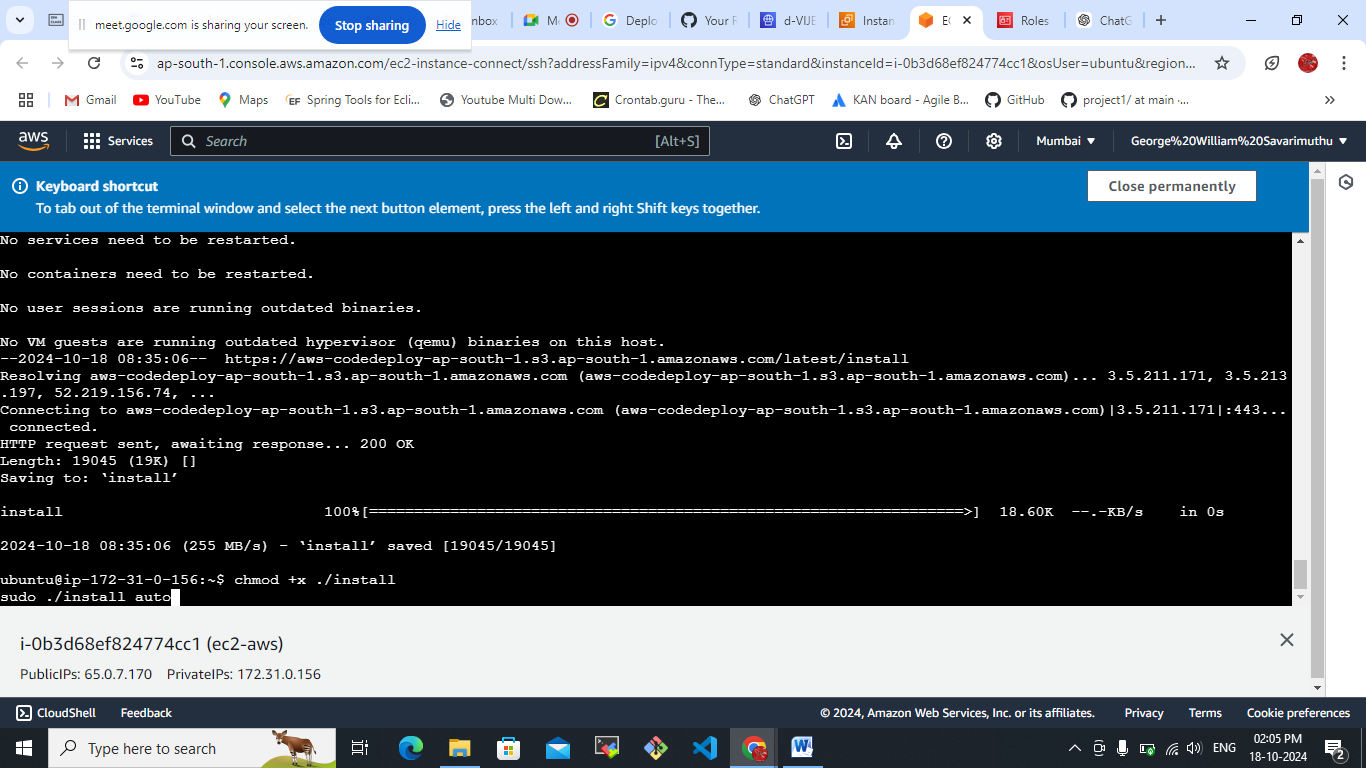 meet.google.com is sharing your screen.
Stop sharing
Hide
nbox
M
Deplo
Your R
d-VIJE
Instan
EC
Roles
ChatG
ap-south-1.console.aws.amazon.com/ec2-instance-connect/ssh?addressFamily=ipv4&connType=standard&instanceId=i-0b3d68ef824774cc1&osUser=ubuntu&region...
Gmail
YouTube
Maps
Spring Tools for Ecli...
Youtube Multi Dow...
Crontab.guru - The...
ChatGPT
KAN board - Agile B...
GitHub
project1/ at main ·...
aws
Services
Search
[Alt+S]
Mumbai
George%20William%20Savarimuthu
Keyboard shortcut
To tab out of the terminal window and select the next button element, press the left and right Shift keys together.
Close permanently
No services need to be restarted.
No containers need to be restarted.
No user sessions are running outdated binaries.
No VM guests are running outdated hypervisor (qemu) binaries on this host.
--2024-10-18 08:35:06--  https://aws-codedeploy-ap-south-1.s3.ap-south-1.amazonaws.com/latest/install
Resolving aws-codedeploy-ap-south-1.s3.ap-south-1.amazonaws.com (aws-codedeploy-ap-south-1.s3.ap-south-1.amazonaws.com)... 3.5.211.171, 3.5.213
.197, 52.219.156.74, ...
Connecting to aws-codedeploy-ap-south-1.s3.ap-south-1.amazonaws.com (aws-codedeploy-ap-south-1.s3.ap-south-1.amazonaws.com)|3.5.211.171|:443...
connected.
HTTP request sent, awaiting response... 200 OK
Length: 19045 (19K) []
Saving to: ‘install’
install 100%[==================================================================>] 18.60K --.-KB/s in 0s
2024-10-18 08:35:06 (255 MB/s) - ‘install’ saved [19045/19045]
ubuntu@ip-172-31-0-156:~$ chmod +x ./install
sudo ./install auto
i-0b3d68ef824774cc1 (ec2-aws)
PublicIPs: 65.0.7.170 PrivateIPs: 172.31.0.156
CloudShell
Feedback
© 2024, Amazon Web Services, Inc. or its affiliates.
Privacy
Terms
Cookie preferences
Type here to search
ENG
02:05 PM
18-10-2024
2